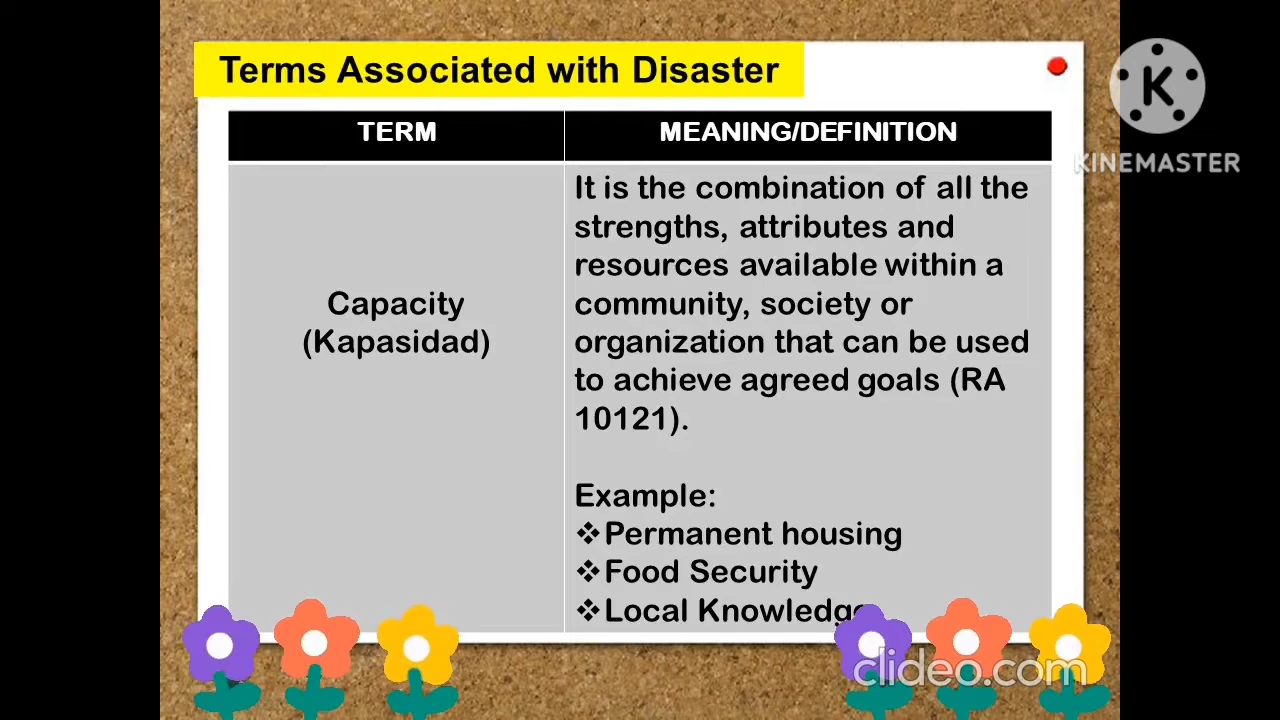 Terms Associated with Disaster
K
KINEMASTER
TERM
MEANING/DEFINITION
Capacity
(Kapasidad)
It is the combination of all the
strengths, attributes and
resources available within a
community, society or
organization that can be used
to achieve agreed goals (RA
10121).
Example:
❖Permanent housing
❖Food Security
❖Local Knowledge
clideo.com